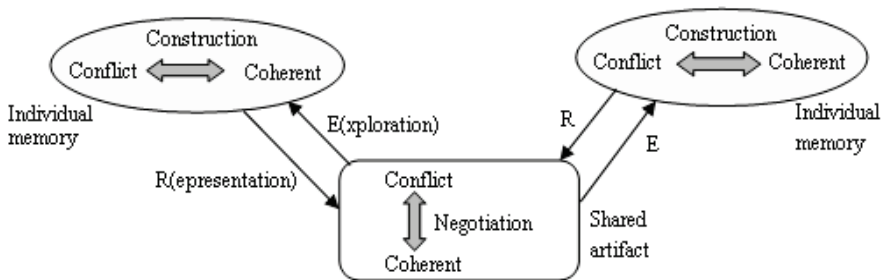 Construction
Conflict
Coherent
Individual
memory
E(xploration)
R(epresentation)
Construction
Conflict
Coherent
Individual
memory
R
E
Conflict
Negotiation
Coherent
Shared
artifact